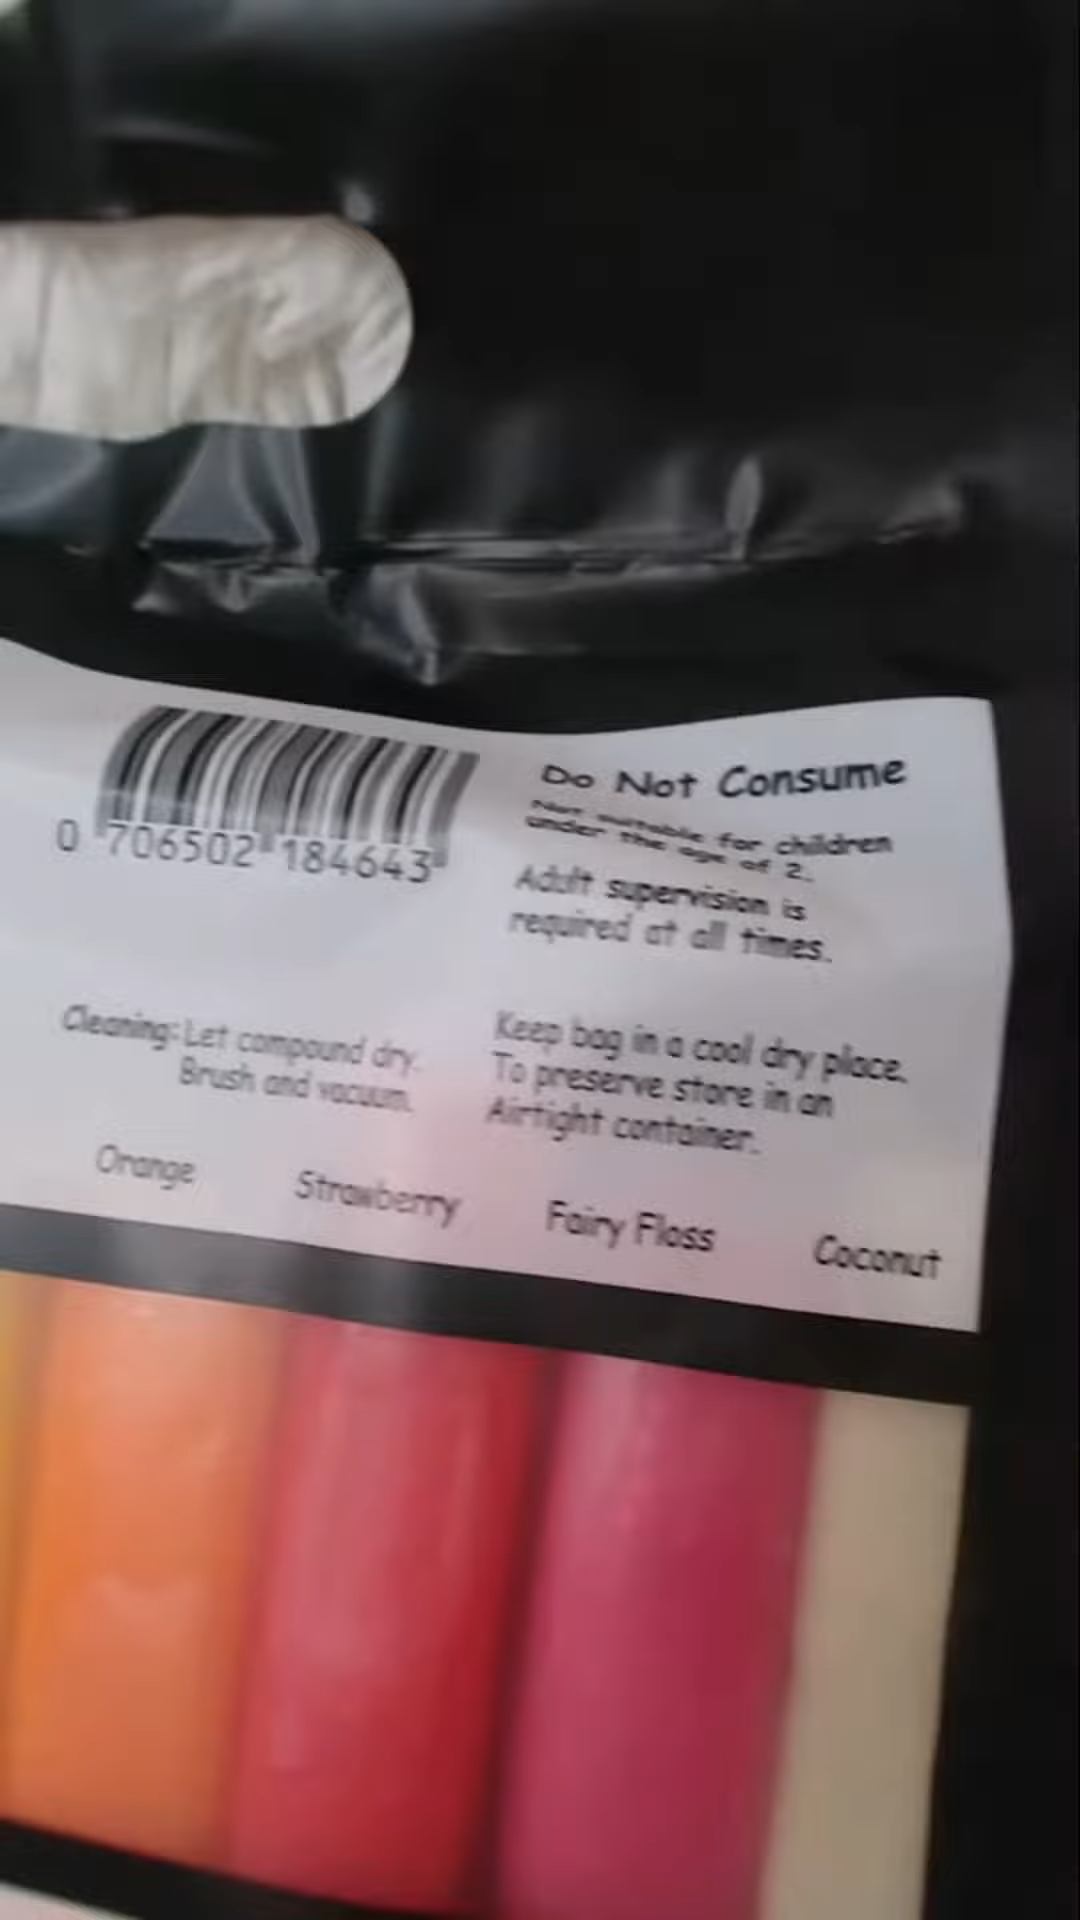 0 706502 184643
Do Not Consume
Not suitable for children
under the age of 2.
Adult supervision is
required at all times.
Cleaning: Let compound dry.
Brush and vacuum.
Keep bag in a cool dry place.
To preserve store in an
Airtight container.
Orange
Strawberry
Fairy Floss
Coconut